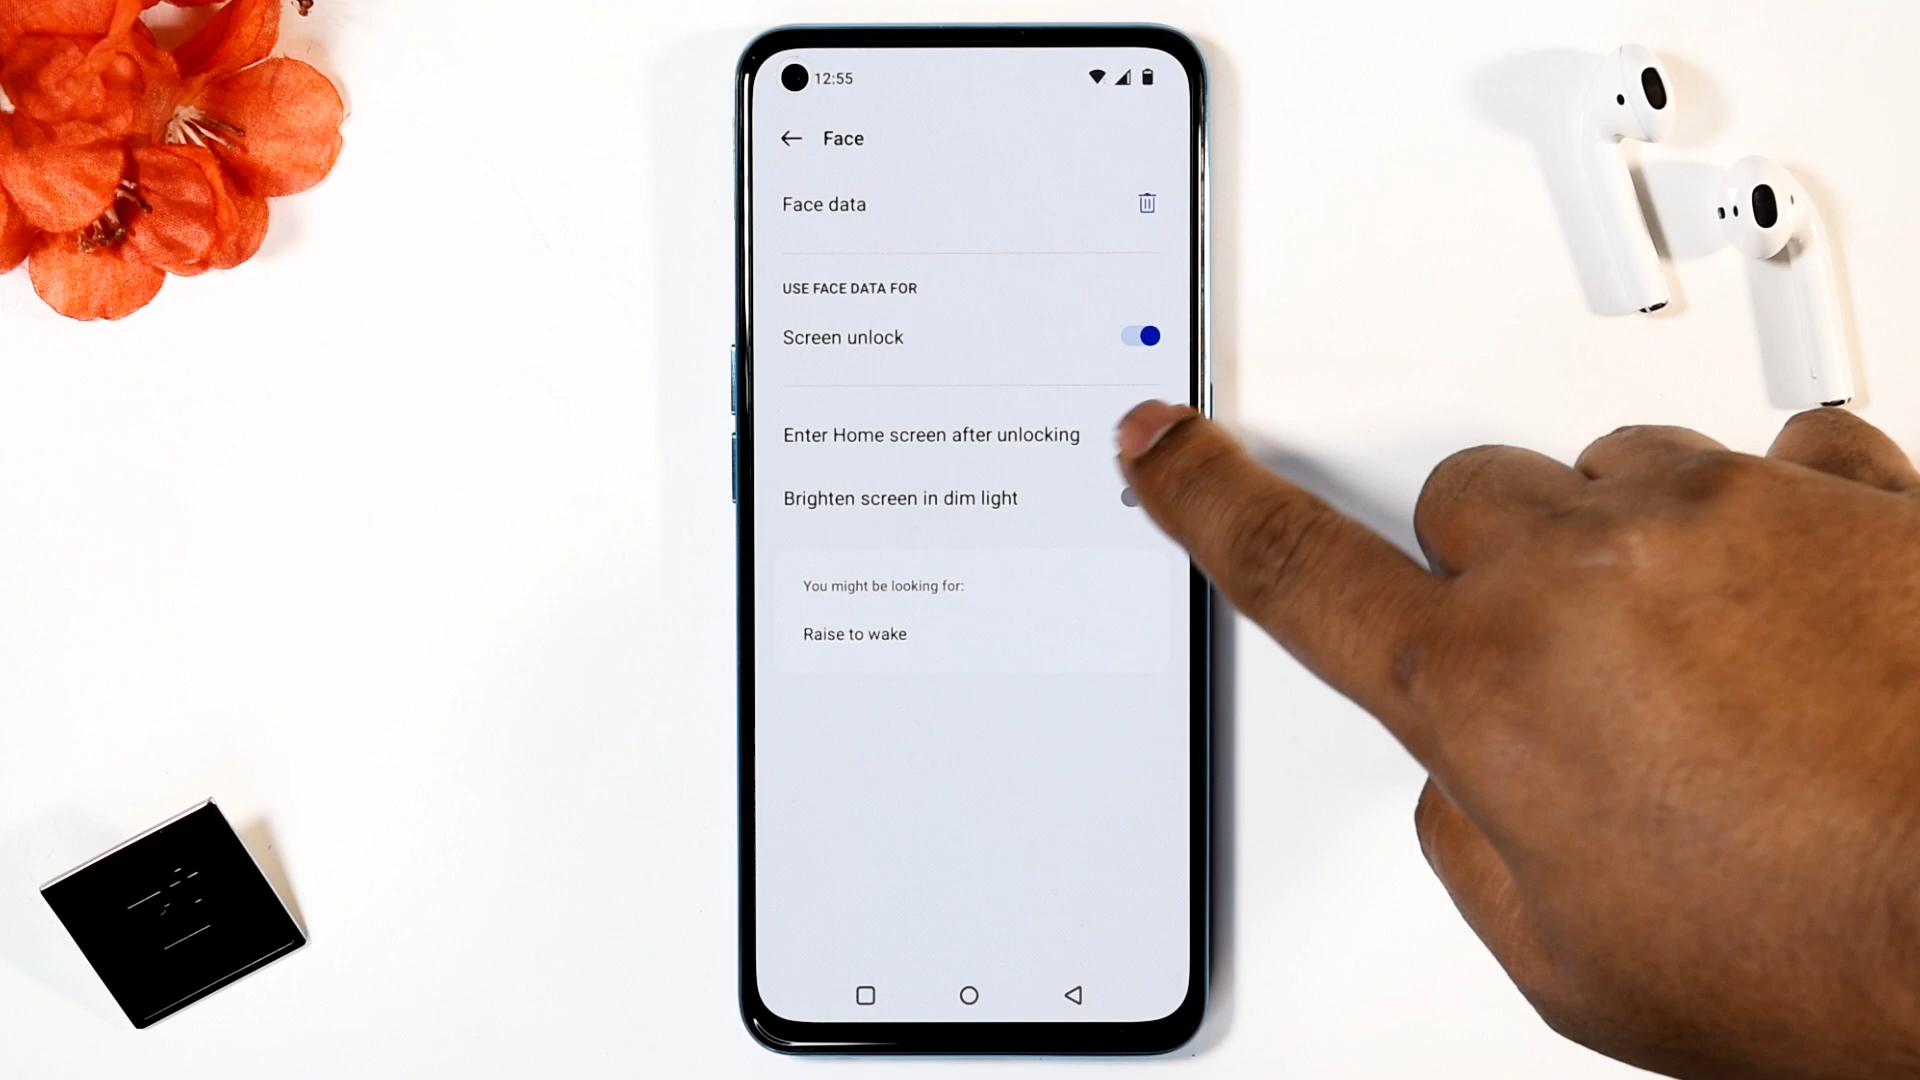 12:55
Face
Face data
USE FACE DATA FOR
Screen unlock
Enter Home screen after unlocking
Brighten screen in dim light
You might be looking for:
Raise to wake